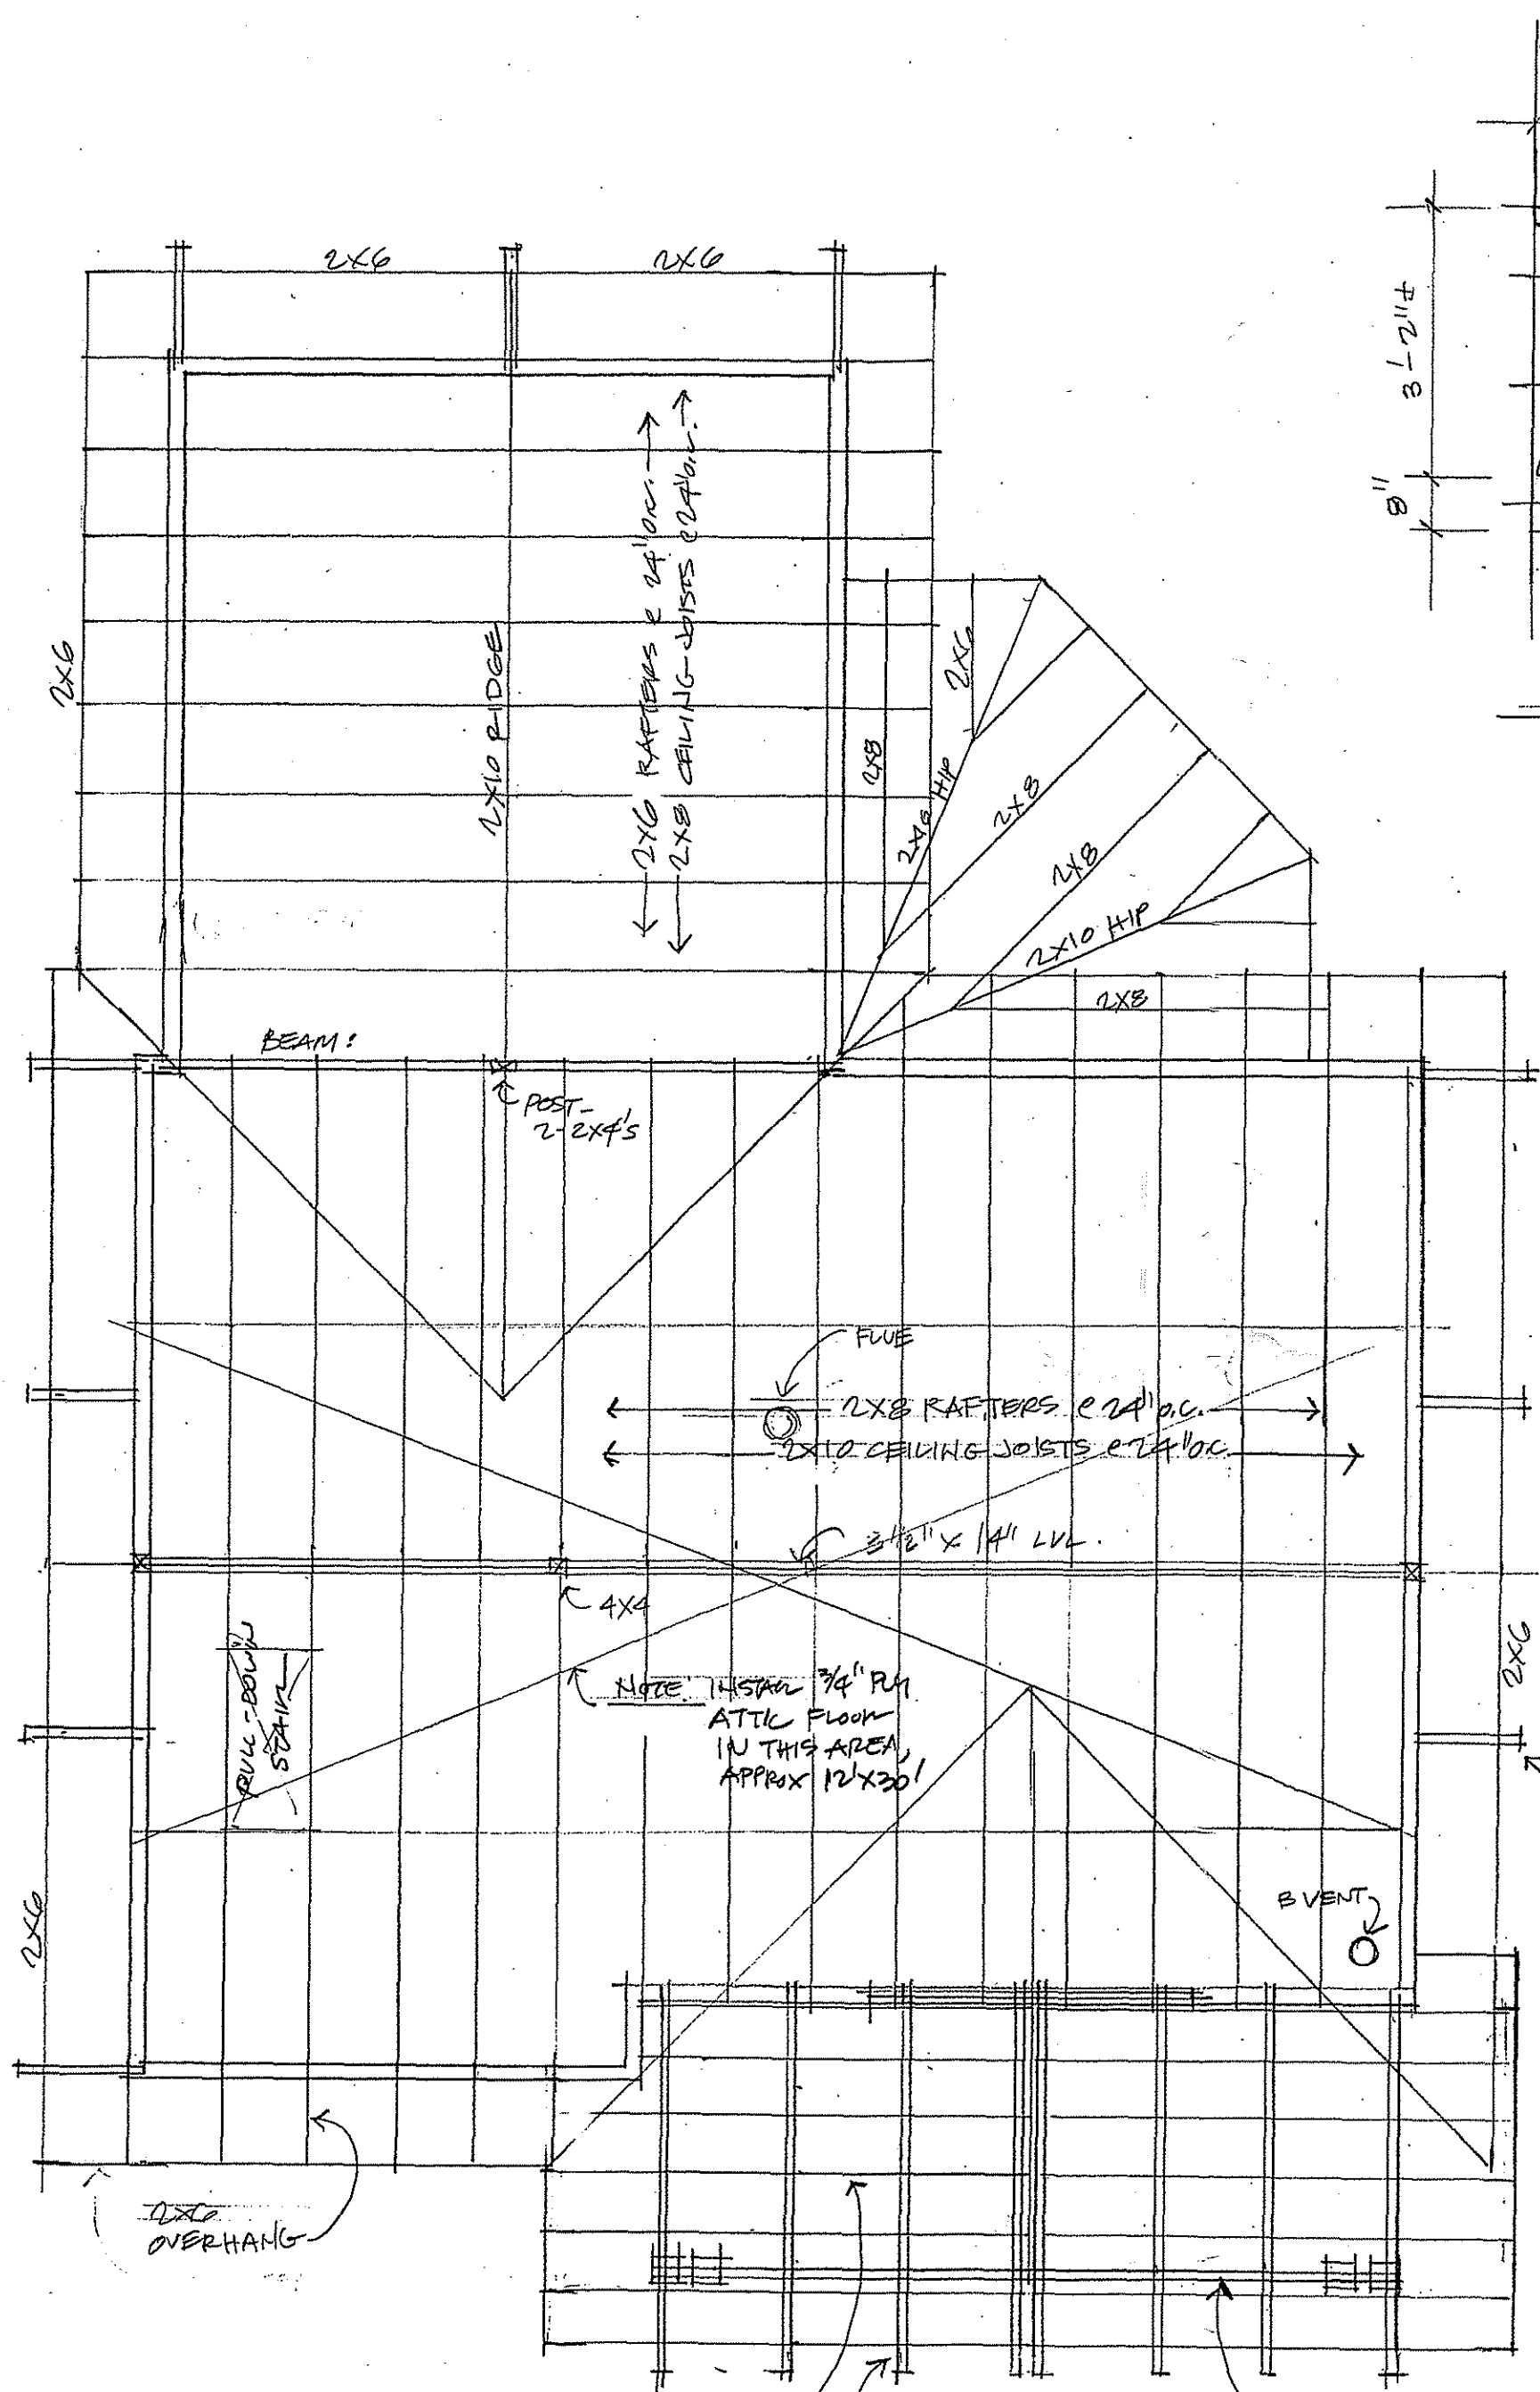 2X6
2X6
3'-2"±
8"
2X6 RAFTERS @ 24" O.C.
2X8 CEILING JOISTS @ 24" O.C.
2X10 RIDGE
2X6
2X6
2X8
HIP
2X8
2X8
2X10 HIP
2X8
BEAM:
POST-
2-2X4'S
FLUE
2X8 RAFTERS @ 24" O.C.
2X10 CEILING JOISTS @ 24" O.C.
3 1/2" X 14" LVL.
4X4
PULL-DOWN
STAIR
NOTE: INSTALL 3/4" PLY
ATTIC FLOOR
IN THIS AREA,
APPROX 12'X30'
2X6
2X6
B VENT
2X6
OVERHANG